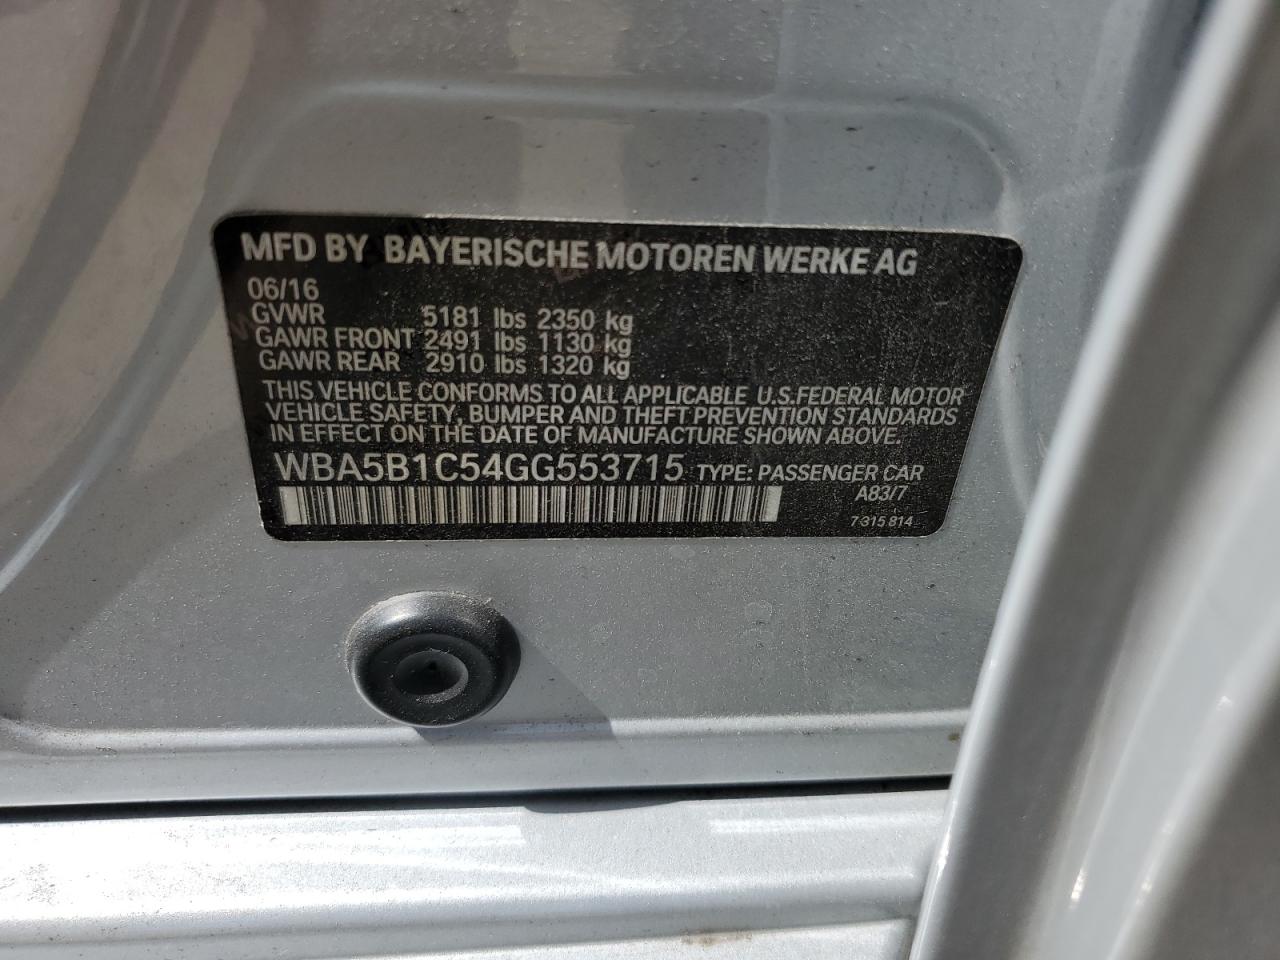 MFD BY BAYERISCHE MOTOREN WERKE AG
06/16
GVWR 5181 lbs 2350 kg
GAWR FRONT 2491 lbs 1130 kg
GAWR REAR 2910 lbs 1320 kg
THIS VEHICLE CONFORMS TO ALL APPLICABLE U.S.FEDERAL MOTOR
VEHICLE SAFETY, BUMPER AND THEFT PREVENTION STANDARDS
IN EFFECT ON THE DATE OF MANUFACTURE SHOWN ABOVE.
WBA5B1C54GG553715 TYPE: PASSENGER CAR
A83/7
7 315 814